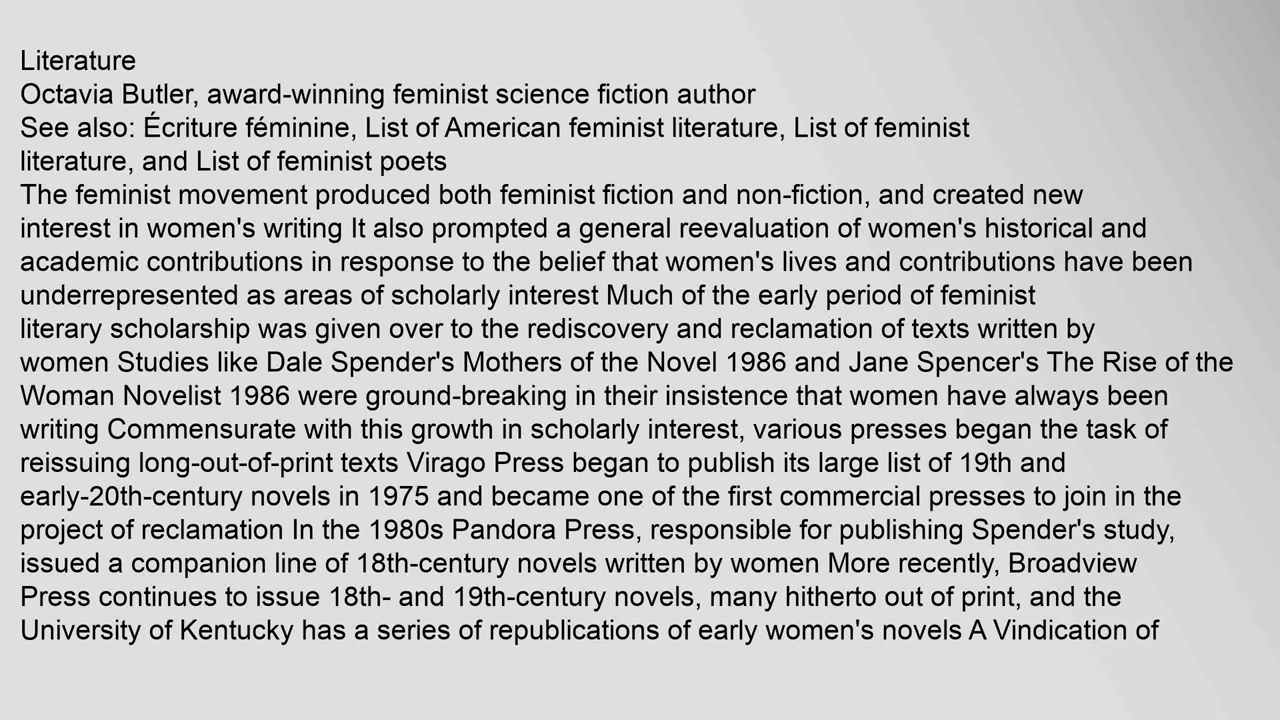 Literature
Octavia Butler, award-winning feminist science fiction author
See also: Écriture féminine, List of American feminist literature, List of feminist
literature, and List of feminist poets
The feminist movement produced both feminist fiction and non-fiction, and created new
interest in women's writing It also prompted a general reevaluation of women's historical and
academic contributions in response to the belief that women's lives and contributions have been
underrepresented as areas of scholarly interest Much of the early period of feminist
literary scholarship was given over to the rediscovery and reclamation of texts written by
women Studies like Dale Spender's Mothers of the Novel 1986 and Jane Spencer's The Rise of the
Woman Novelist 1986 were ground-breaking in their insistence that women have always been
writing Commensurate with this growth in scholarly interest, various presses began the task of
reissuing long-out-of-print texts Virago Press began to publish its large list of 19th and
early-20th-century novels in 1975 and became one of the first commercial presses to join in the
project of reclamation In the 1980s Pandora Press, responsible for publishing Spender's study,
issued a companion line of 18th-century novels written by women More recently, Broadview
Press continues to issue 18th- and 19th-century novels, many hitherto out of print, and the
University of Kentucky has a series of republications of early women's novels A Vindication of